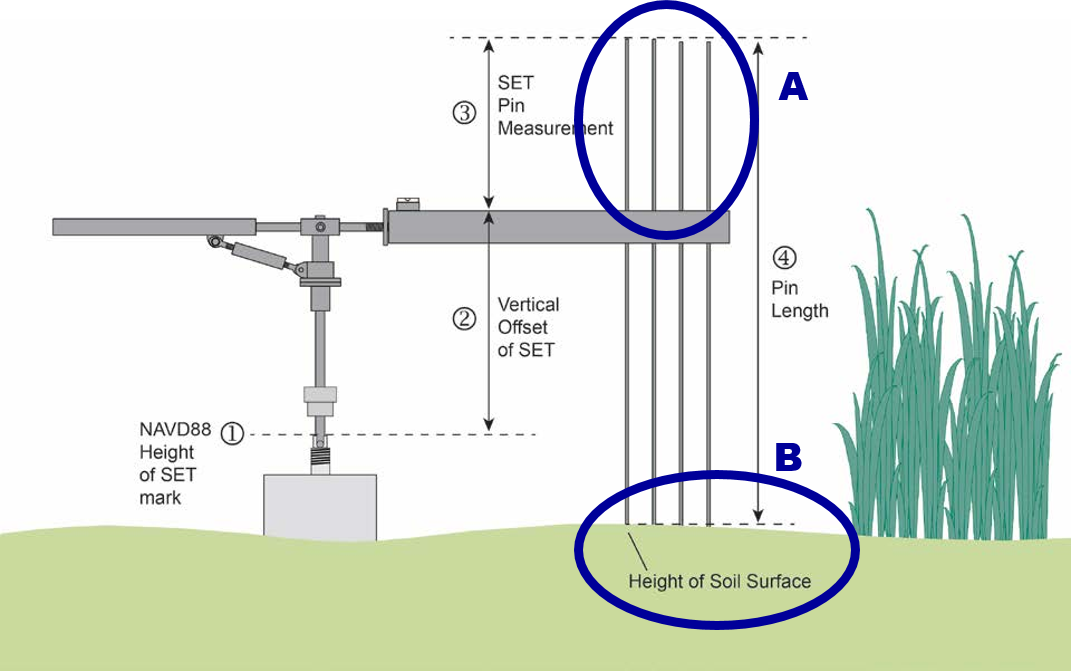 A
③
SET
Pin
Measurement
④
Pin
Length
②
Vertical
Offset
of SET
NAVD88 ①
Height
of SET
mark
B
Height of Soil Surface